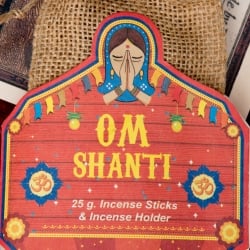 OM
SHANTI
25 g. Incense Sticks
& Incense Holder
ॐ
ॐ